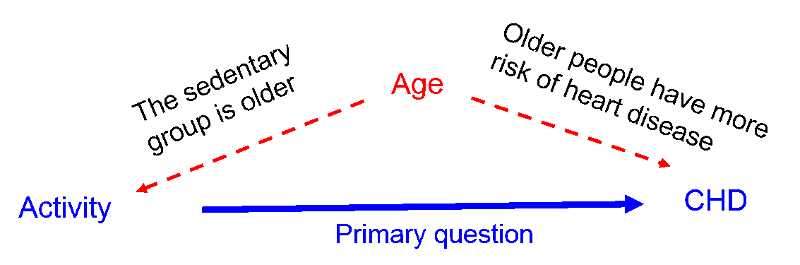 The sedentary
group is older
Age
Older people have more
risk of heart disease
Activity
CHD
Primary question